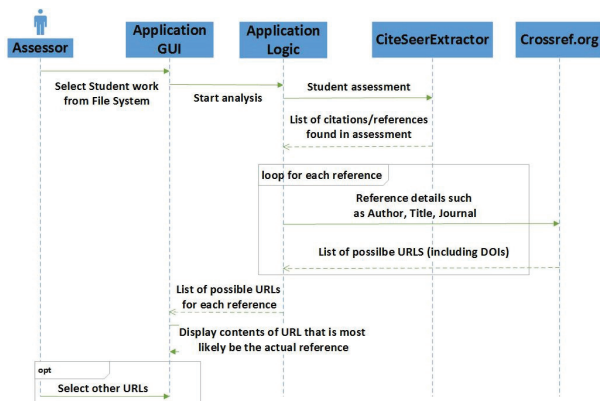 Assessor
Application
GUI
Application
Logic
CiteSeerExtractor
Crossref.org
Select Student work
from File System
Start analysis
Student assessment
List of citations/references
found in assessment
loop for each reference
Reference details such
as Author, Title, Journal
List of possilbe URLS (including DOIs)
List of possible URLs
for each reference
Display contents of URL that is most
likely be the actual reference
opt
Select other URLs